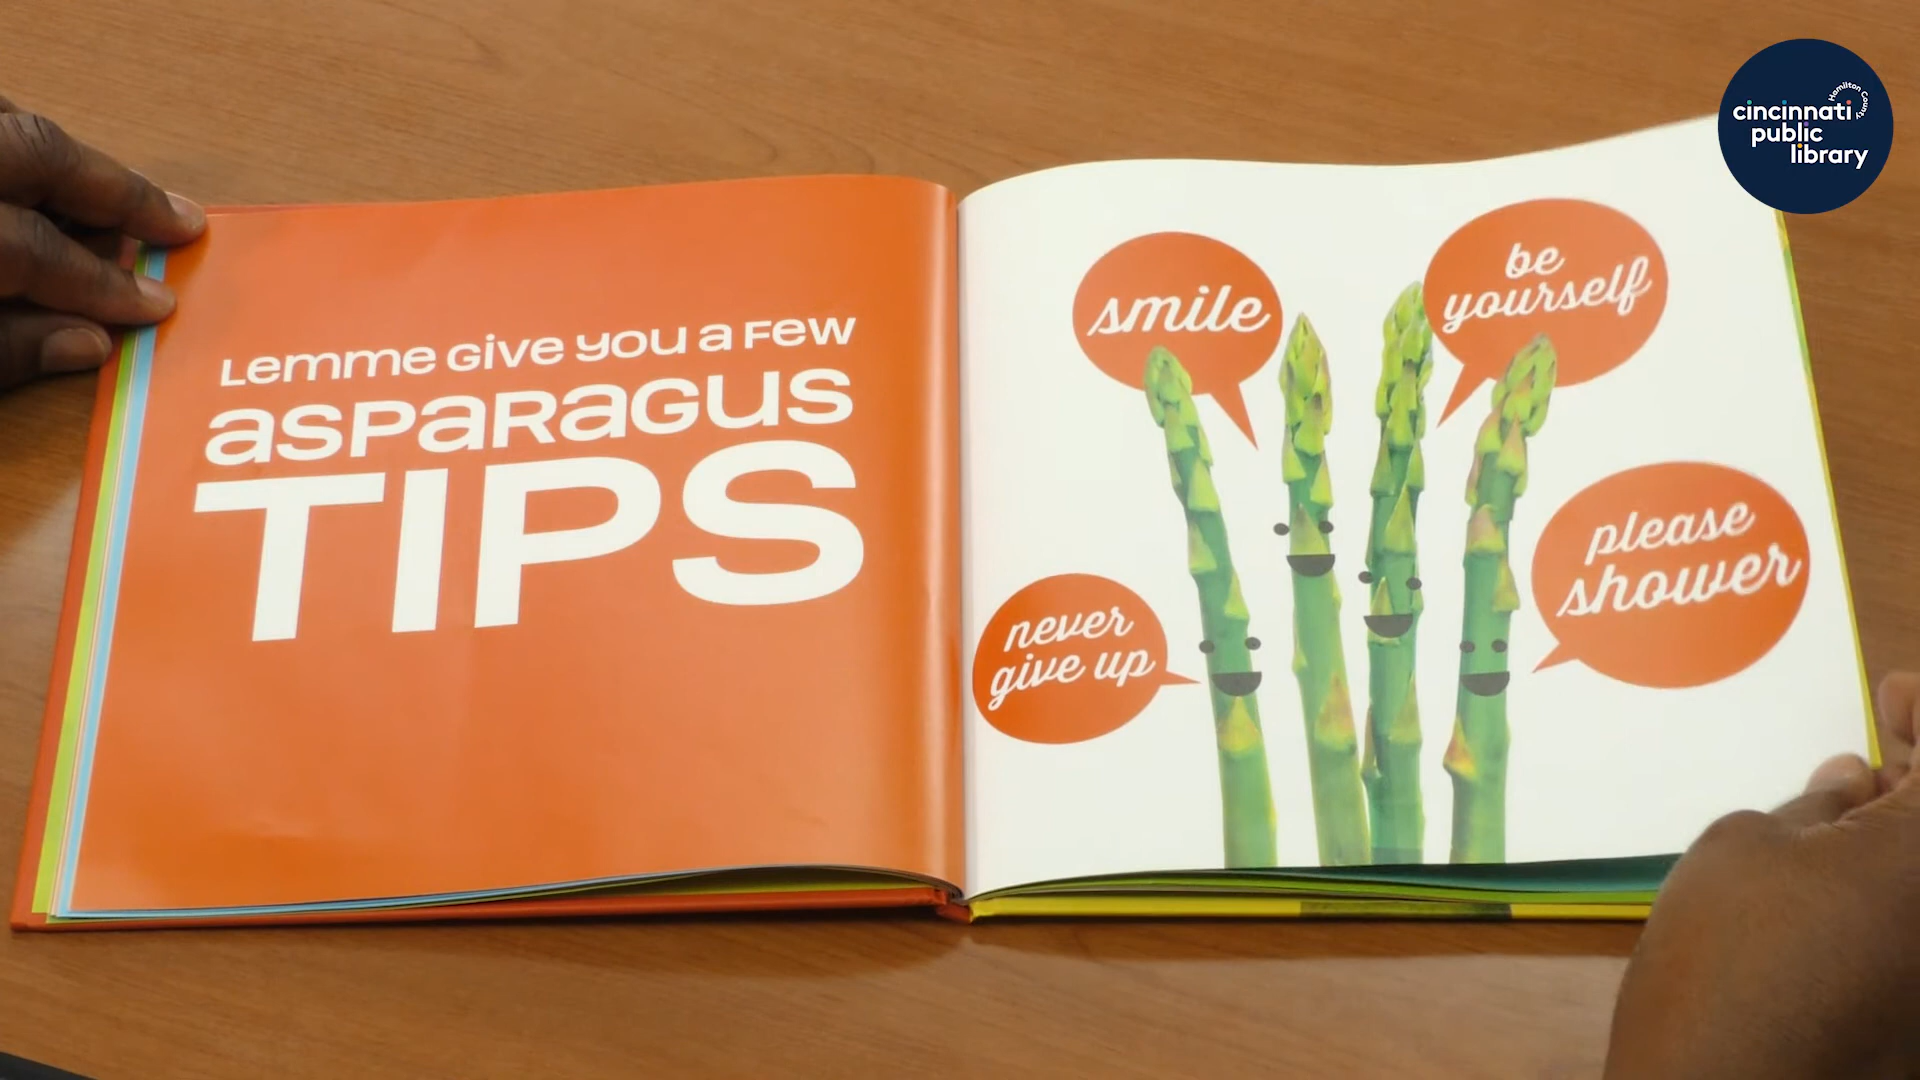 Lemme Give you a Few
asparagus
TIPS
smile
be
yourself
never
give up
please
shower
Hamilton County
cincinnati
public
library